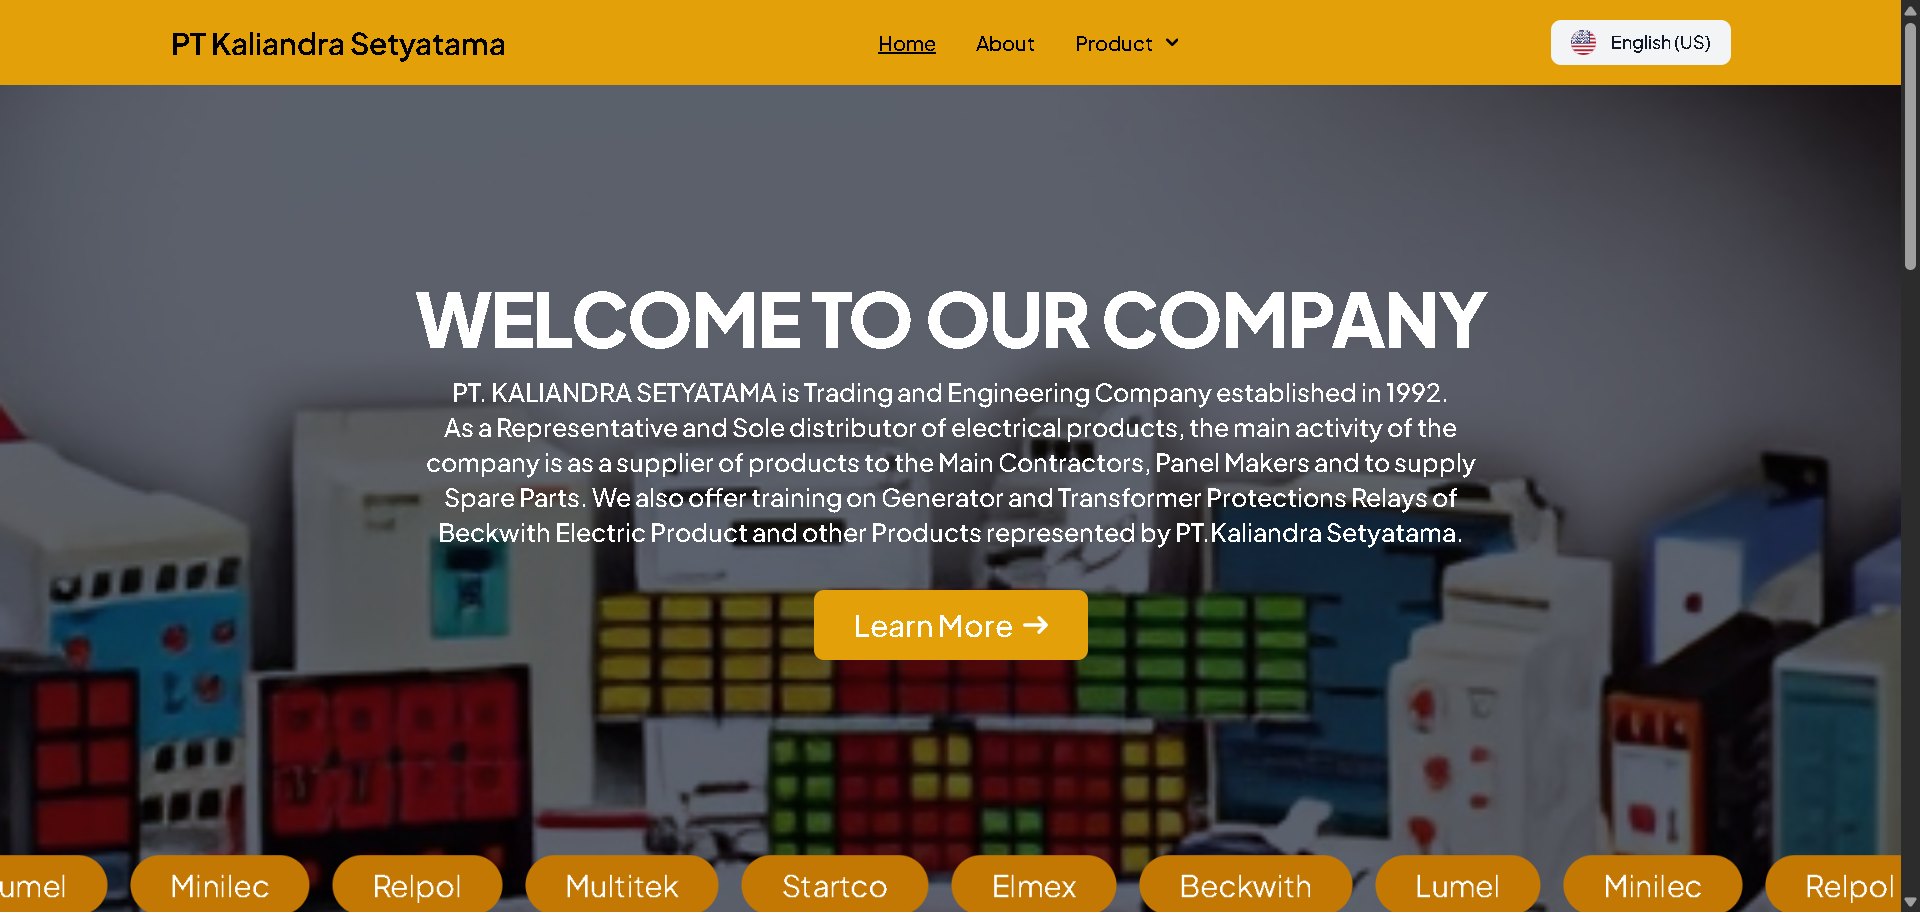 PT Kaliandra Setyatama
Home
About
Product
English (US)
WELCOME TO OUR COMPANY
PT. KALIANDRA SETYATAMA is Trading and Engineering Company established in 1992.
As a Representative and Sole distributor of electrical products, the main activity of the
company is as a supplier of products to the Main Contractors, Panel Makers and to supply
Spare Parts. We also offer training on Generator and Transformer Protections Relays of
Beckwith Electric Product and other Products represented by PT.Kaliandra Setyatama.
Learn More
umel
Minilec
Relpol
Multitek
Startco
Elmex
Beckwith
Lumel
Minilec
Relpol